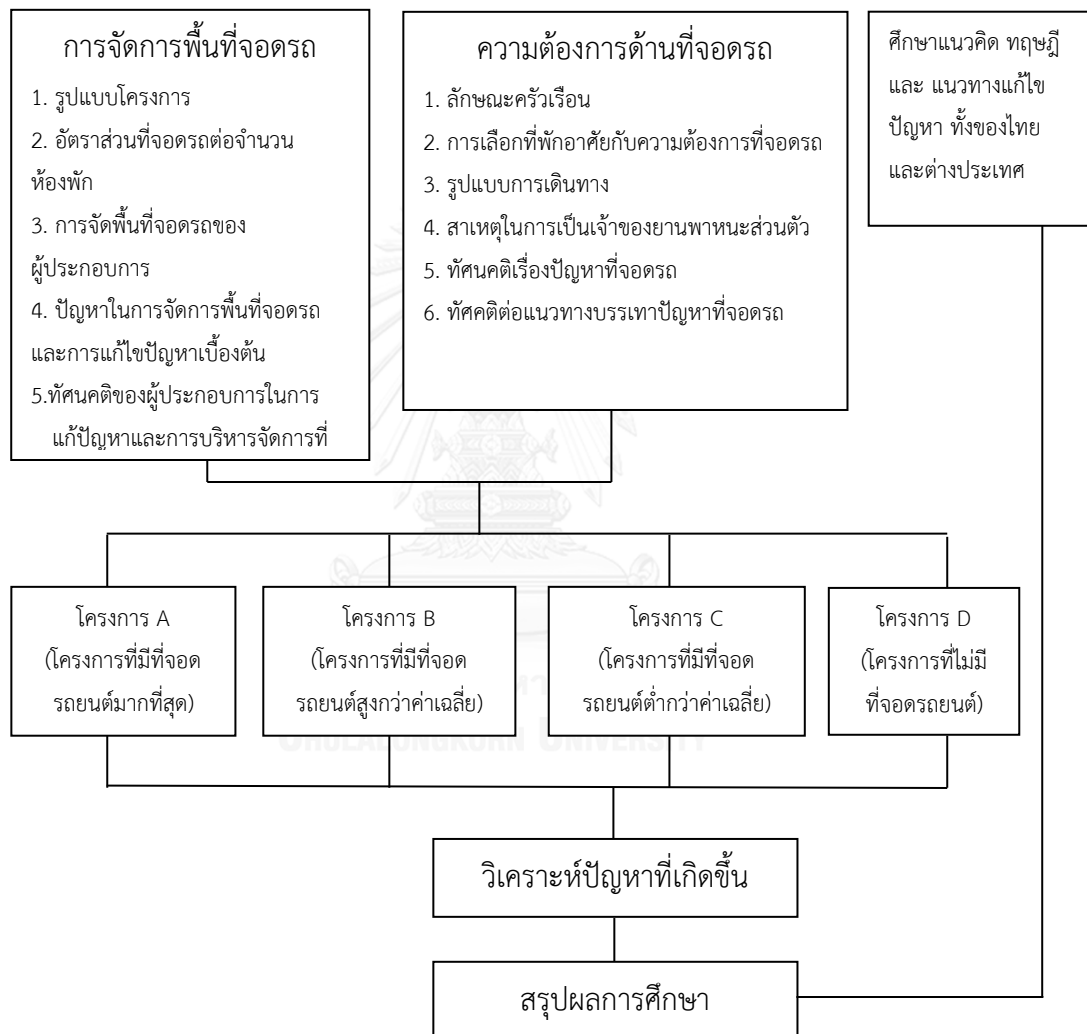 การจัดการพื้นที่จอดรถ
1. รูปแบบโครงการ
2. อัตราส่วนที่จอดรถต่อจำนวน
ห้องพัก
3. การจัดพื้นที่จอดรถของ
ผู้ประกอบการ
4. ปัญหาในการจัดการพื้นที่จอดรถ
และการแก้ไขปัญหาเบื้องต้น
5.ทัศนคติของผู้ประกอบการในการ
แก้ปัญหาและการบริหารจัดการที่
ความต้องการด้านที่จอดรถ
1. ลักษณะครัวเรือน
2. การเลือกที่พักอาศัยกับความต้องการที่จอดรถ
3. รูปแบบการเดินทาง
4. สาเหตุในการเป็นเจ้าของยานพาหนะส่วนตัว
5. ทัศนคติเรื่องปัญหาที่จอดรถ
6. ทัศคติต่อแนวทางบรรเทาปัญหาที่จอดรถ
ศึกษาแนวคิด ทฤษฎี
และ แนวทางแก้ไข
ปัญหา ทั้งของไทย
และต่างประเทศ
โครงการ A
(โครงการที่มีที่จอด
รถยนต์มากที่สุด)
โครงการ B
(โครงการที่มีที่จอด
รถยนต์สูงกว่าค่าเฉลี่ย)
โครงการ C
(โครงการที่มีที่จอด
รถยนต์ต่ำกว่าค่าเฉลี่ย)
โครงการ D
(โครงการที่ไม่มี
ที่จอดรถยนต์)
CHULALONGKORN UNIVERSITY
วิเคราะห์ปัญหาที่เกิดขึ้น
สรุปผลการศึกษา